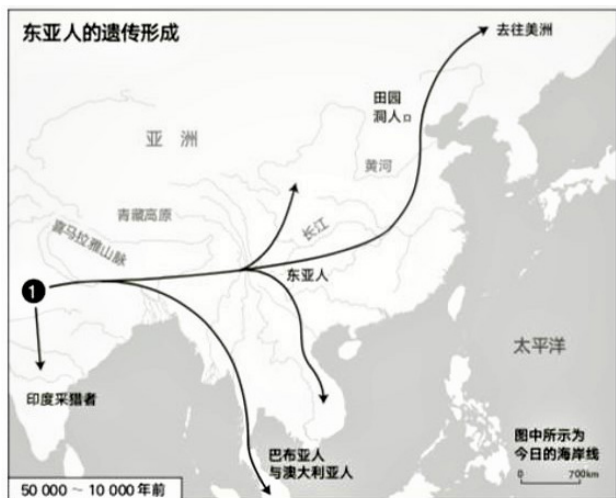 东亚人的遗传形成
去往美洲
田园
洞人
亚 洲
黄河
青藏高原
长江
喜马拉雅山脉
1
东亚人
太平洋
印度采猎者
巴布亚人
与澳大利亚人
图中所示为
今日的海岸线
0 700km
50 000 ~ 10 000年前